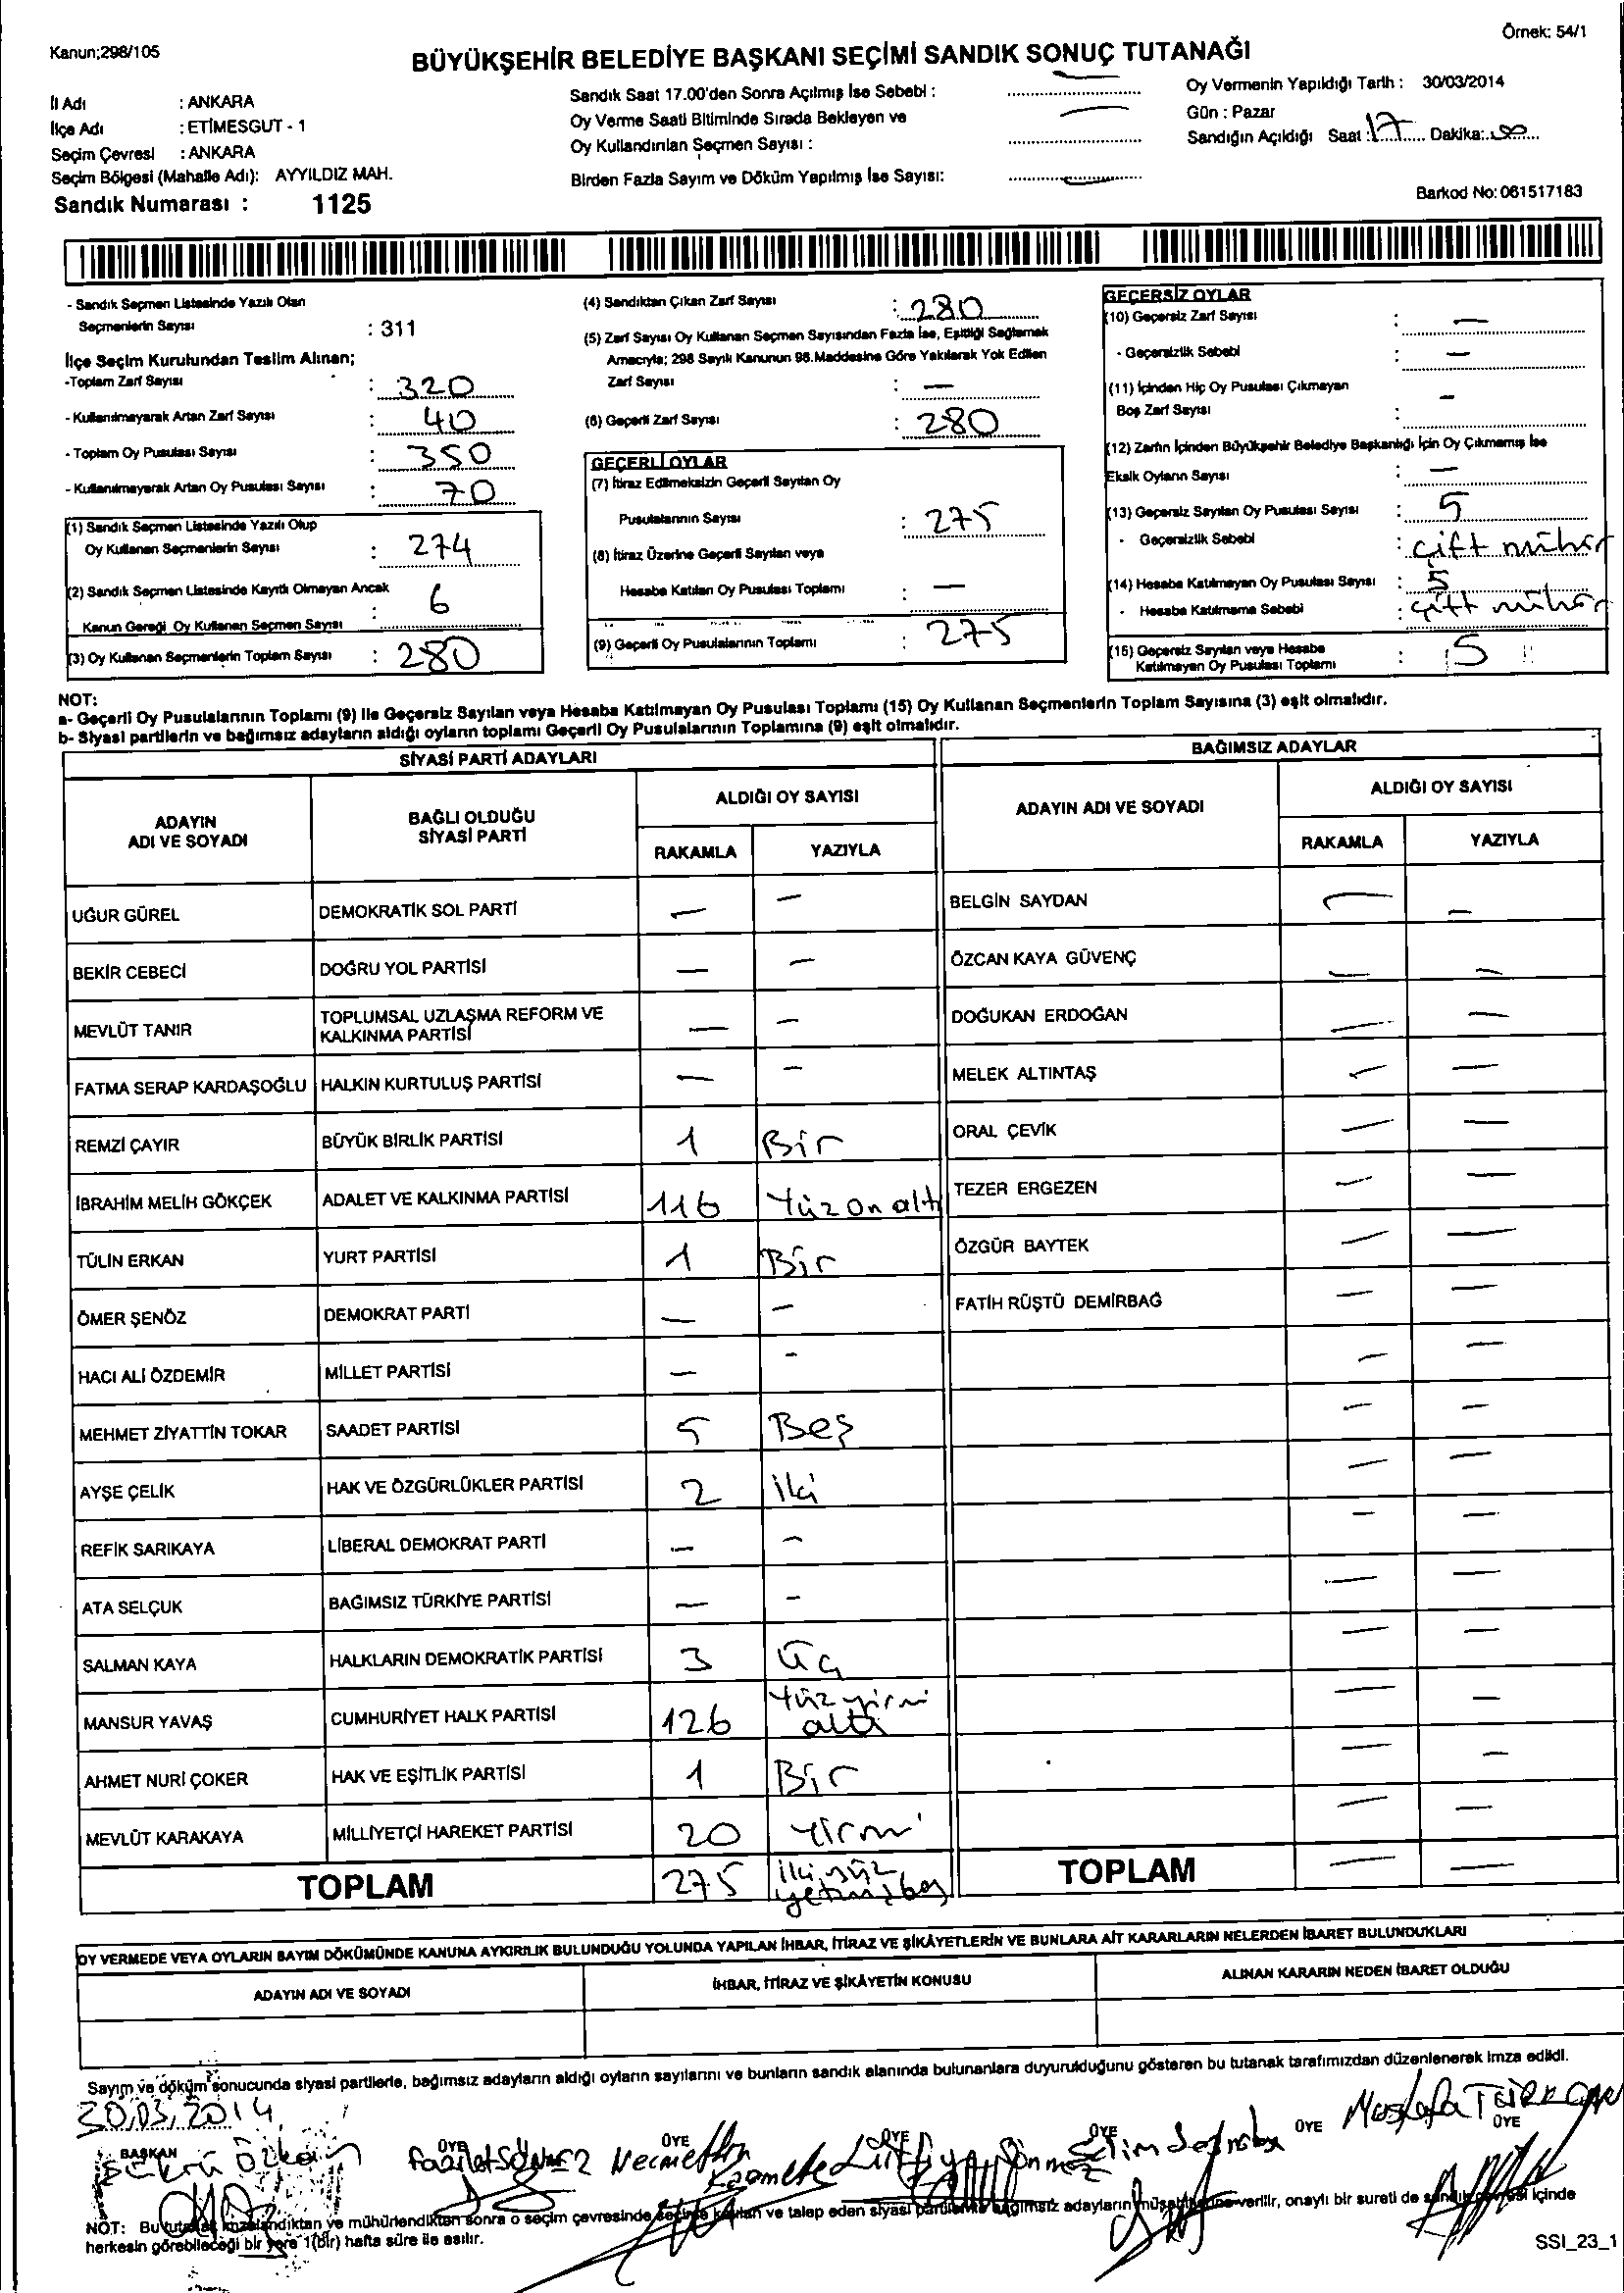 Kanun;298/105
Örnek: 54/1
BÜYÜKŞEHİR BELEDİYE BAŞKANI SEÇİMİ SANDIK SONUÇ TUTANAĞI
İl Adı : ANKARA
İlçe Adı : ETİMESGUT - 1
Seçim Çevresi : ANKARA
Seçim Bölgesi (Mahalle Adı): AYYILDIZ MAH.
Sandık Numarası : 1125
Sandık Saat 17.00'den Sonra Açılmış İse Sebebi :
Oy Verme Saati Bitiminde Sırada Bekleyen ve
Oy Kullandırılan Seçmen Sayısı :
Birden Fazla Sayım ve Döküm Yapılmış İse Sayısı:
Oy Vermenin Yapıldığı Tarih : 30/03/2014
Gün : Pazar
Sandığın Açıldığı Saat : 17 Dakika: 00
Barkod No: 061517183
- Sandık Seçmen Listesinde Yazılı Olan
Seçmenlerin Sayısı : 311
İlçe Seçim Kurulundan Teslim Alınan;
-Toplam Zarf Sayısı : 320
- Kullanılmayarak Artan Zarf Sayısı : 40
- Toplam Oy Pusulası Sayısı : 350
- Kullanılmayarak Artan Oy Pusulası Sayısı : 70
(1) Sandık Seçmen Listesinde Yazılı Olup
Oy Kullanan Seçmenlerin Sayısı : 274
(2) Sandık Seçmen Listesinde Kayıtlı Olmayan Ancak
Kanun Gereği Oy Kullanan Seçmen Sayısı : 6
(3) Oy Kullanan Seçmenlerin Toplam Sayısı : 280
(4) Sandıktan Çıkan Zarf Sayısı : 280
(5) Zarf Sayısı Oy Kullanan Seçmen Sayısından Fazla İse, Eşitliği Sağlamak
Amacıyla; 298 Sayılı Kanunun 98.Maddesine Göre Yakılarak Yok Edilen
Zarf Sayısı : —
(6) Geçerli Zarf Sayısı : 280
GEÇERLİ OYLAR
(7) İtiraz Edilmeksizin Geçerli Sayılan Oy
Pusulalarının Sayısı : 275
(8) İtiraz Üzerine Geçerli Sayılan veya
Hesaba Katılan Oy Pusulası Toplamı : —
(9) Geçerli Oy Pusulalarının Toplamı : 275
GEÇERSİZ OYLAR
(10) Geçersiz Zarf Sayısı : —
- Geçersizlik Sebebi : —
(11) İçinden Hiç Oy Pusulası Çıkmayan
Boş Zarf Sayısı : —
(12) Zarfın İçinden Büyükşehir Belediye Başkanlığı İçin Oy Çıkmamış İse
Eksik Oyların Sayısı : —
(13) Geçersiz Sayılan Oy Pusulası Sayısı : 5
- Geçersizlik Sebebi : çift mühür
(14) Hesaba Katılmayan Oy Pusulası Sayısı : 5
- Hesaba Katılmama Sebebi : çift mühür
(15) Geçersiz Sayılan veya Hesaba
Katılmayan Oy Pusulası Toplamı : 5
NOT:
a- Geçerli Oy Pusulalarının Toplamı (9) ile Geçersiz Sayılan veya Hesaba Katılmayan Oy Pusulası Toplamı (15) Oy Kullanan Seçmenlerin Toplam Sayısına (3) eşit olmalıdır.
b- Siyasi partilerin ve bağımsız adayların aldığı oyların toplamı Geçerli Oy Pusulalarının Toplamına (9) eşit olmalıdır.
SİYASİ PARTİ ADAYLARI
ADAYIN ADI VE SOYADI BAĞLI OLDUĞU SİYASİ PARTİ ALDIĞI OY SAYISI
RAKAMLA YAZIYLA
UĞUR GÜREL DEMOKRATİK SOL PARTİ — —
BEKİR CEBECİ DOĞRU YOL PARTİSİ — —
MEVLÜT TANIR TOPLUMSAL UZLAŞMA REFORM VE KALKINMA PARTİSİ — —
FATMA SERAP KARDAŞOĞLU HALKIN KURTULUŞ PARTİSİ — —
REMZİ ÇAYIR BÜYÜK BİRLİK PARTİSİ 1 Bir
İBRAHİM MELİH GÖKÇEK ADALET VE KALKINMA PARTİSİ 116 Yüz on altı
TÜLİN ERKAN YURT PARTİSİ 1 Bir
ÖMER ŞENÖZ DEMOKRAT PARTİ — —
HACI ALİ ÖZDEMİR MİLLET PARTİSİ — —
MEHMET ZİYATTİN TOKAR SAADET PARTİSİ 5 Beş
AYŞE ÇELİK HAK VE ÖZGÜRLÜKLER PARTİSİ 2 iki
REFİK SARIKAYA LİBERAL DEMOKRAT PARTİ — —
ATA SELÇUK BAĞIMSIZ TÜRKİYE PARTİSİ — —
SALMAN KAYA HALKLARIN DEMOKRATİK PARTİSİ 3 Üç
MANSUR YAVAŞ CUMHURİYET HALK PARTİSİ 126 Yüz yirmi altı
AHMET NURİ ÇOKER HAK VE EŞİTLİK PARTİSİ 1 Bir
MEVLÜT KARAKAYA MİLLİYETÇİ HAREKET PARTİSİ 20 Yirmi
TOPLAM 275 iki yüz yetmiş beş
BAĞIMSIZ ADAYLAR
ADAYIN ADI VE SOYADI ALDIĞI OY SAYISI
RAKAMLA YAZIYLA
BELGİN SAYDAN — —
ÖZCAN KAYA GÜVENÇ — —
DOĞUKAN ERDOĞAN — —
MELEK ALTINTAŞ — —
ORAL ÇEVİK — —
TEZER ERGEZEN — —
ÖZGÜR BAYTEK — —
FATİH RÜŞTÜ DEMİRBAĞ — —
TOPLAM — —
OY VERMEDE VEYA OYLARIN SAYIM DÖKÜMÜNDE KANUNA AYKIRILIK BULUNDUĞU YOLUNDA YAPILAN İHBAR, İTİRAZ VE ŞİKÂYETLERİN VE BUNLARA AİT KARARLARIN NELERDEN İBARET BULUNDUKLARI
ADAYIN ADI VE SOYADI İHBAR, İTİRAZ VE ŞİKÂYETİN KONUSU ALINAN KARARIN NEDEN İBARET OLDUĞU
Sayım ve döküm sonucunda siyasi partilerle, bağımsız adayların aldığı oyların sayılarını ve bunların sandık alanında bulunanlara duyurulduğunu gösteren bu tutanak tarafımızdan düzenlenerek imza edildi.
30.03.2014
BAŞKAN ÜYE ÜYE ÜYE ÜYE ÜYE ÜYE
Şükrü Özkan Fazilet Sönmez Necmettin Lütfiye Sönmez Mustafa
NOT: Bu tutanak imzalandıktan ve mühürlendikten sonra o seçim çevresinde seçime katılan ve talep eden siyasi partilerle bağımsız adayların müşahitlerine verilir, onaylı bir sureti de sandık çevresi içinde
herkesin görebileceği bir yere 1(bir) hafta süre ile asılır.
SSI_23_1